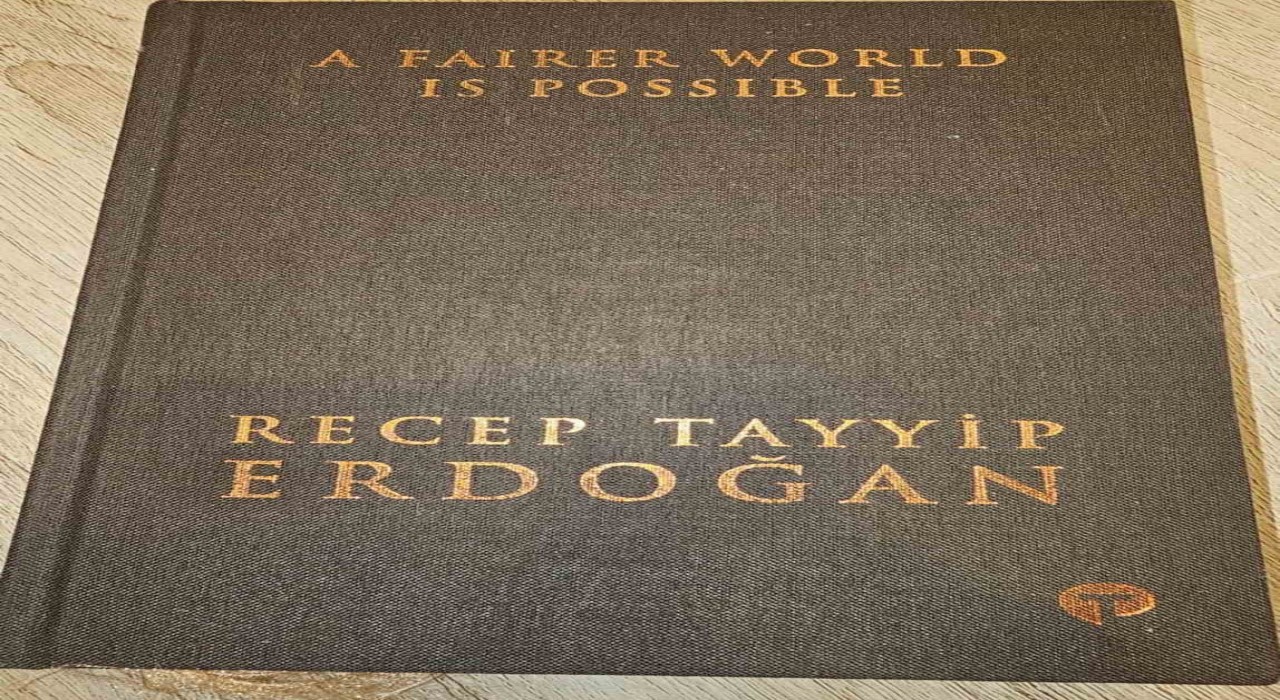 A FAIRER WORLD
IS POSSIBLE
RECEP TAYYİP
ERDOĞAN